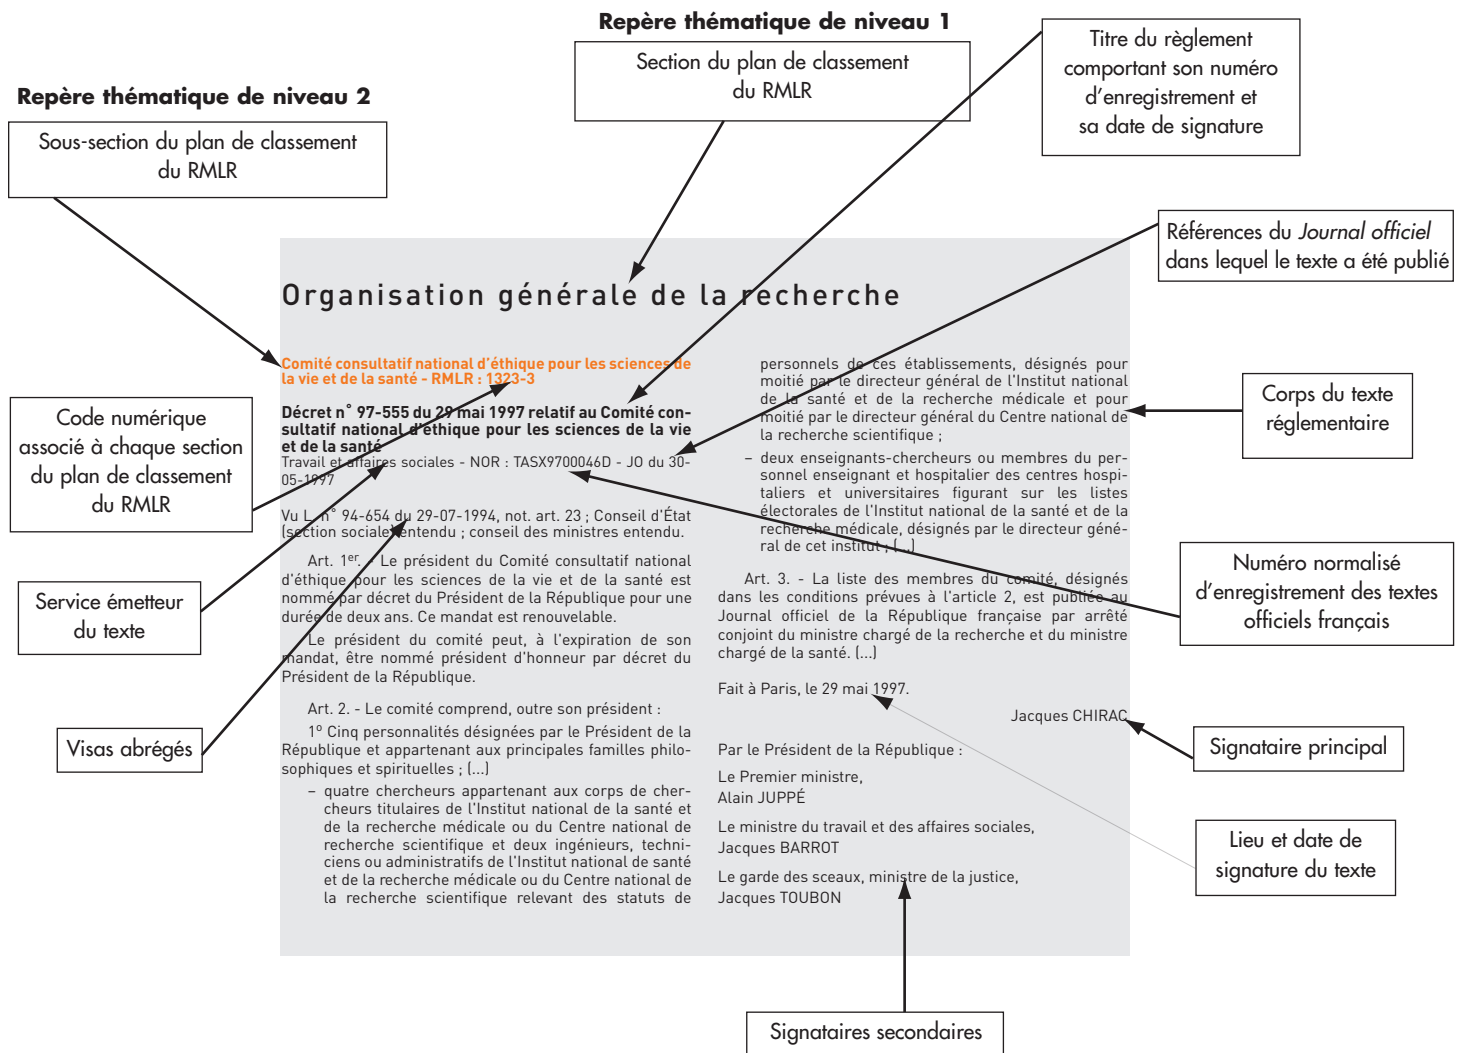 Repère thématique de niveau 1
Section du plan de classement
du RMLR
Titre du règlement
comportant son numéro
d'enregistrement et
sa date de signature
Repère thématique de niveau 2
Sous-section du plan de classement
du RMLR
Références du Journal officiel
dans lequel le texte a été publié
Organisation générale de la recherche
Comité consultatif national d'éthique pour les sciences de
la vie et de la santé - RMLR : 1323-3
Décret n° 97-555 du 29 mai 1997 relatif au Comité con-
sultatif national d'éthique pour les sciences de la vie
et de la santé
Travail et affaires sociales - NOR : TASX9700046D - JO du 30-
05-1997
Vu L. n° 94-654 du 29-07-1994, not. art. 23 ; Conseil d'État
(section sociale) entendu ; conseil des ministres entendu.
Art. 1er. - Le président du Comité consultatif national
d'éthique pour les sciences de la vie et de la santé est
nommé par décret du Président de la République pour une
durée de deux ans. Ce mandat est renouvelable.
Le président du comité peut, à l'expiration de son
mandat, être nommé président d'honneur par décret du
Président de la République.
Art. 2. - Le comité comprend, outre son président :
1º Cinq personnalités désignées par le Président de la
République et appartenant aux principales familles philo-
sophiques et spirituelles ; (...)
– quatre chercheurs appartenant aux corps de cher-
cheurs titulaires de l'Institut national de la santé et
de la recherche médicale ou du Centre national de
recherche scientifique et deux ingénieurs, techni-
ciens ou administratifs de l'Institut national de santé
et de la recherche médicale ou du Centre national de
la recherche scientifique relevant des statuts de
personnels de ces établissements, désignés pour
moitié par le directeur général de l'Institut national
de la santé et de la recherche médicale et pour
moitié par le directeur général du Centre national de
la recherche scientifique ;
– deux enseignants-chercheurs ou membres du per-
sonnel enseignant et hospitalier des centres hospi-
taliers et universitaires figurant sur les listes
électorales de l'Institut national de la santé et de la
recherche médicale, désignés par le directeur géné-
ral de cet institut ; (...)
Art. 3. - La liste des membres du comité, désignés
dans les conditions prévues à l'article 2, est publiée au
Journal officiel de la République française par arrêté
conjoint du ministre chargé de la recherche et du ministre
chargé de la santé. (...)
Fait à Paris, le 29 mai 1997.
Jacques CHIRAC
Par le Président de la République :
Le Premier ministre,
Alain JUPPÉ
Le ministre du travail et des affaires sociales,
Jacques BARROT
Le garde des sceaux, ministre de la justice,
Jacques TOUBON
Code numérique
associé à chaque section
du plan de classement
du RMLR
Service émetteur
du texte
Visas abrégés
Corps du texte
réglementaire
Numéro normalisé
d'enregistrement des textes
officiels français
Signataire principal
Lieu et date de
signature du texte
Signataires secondaires